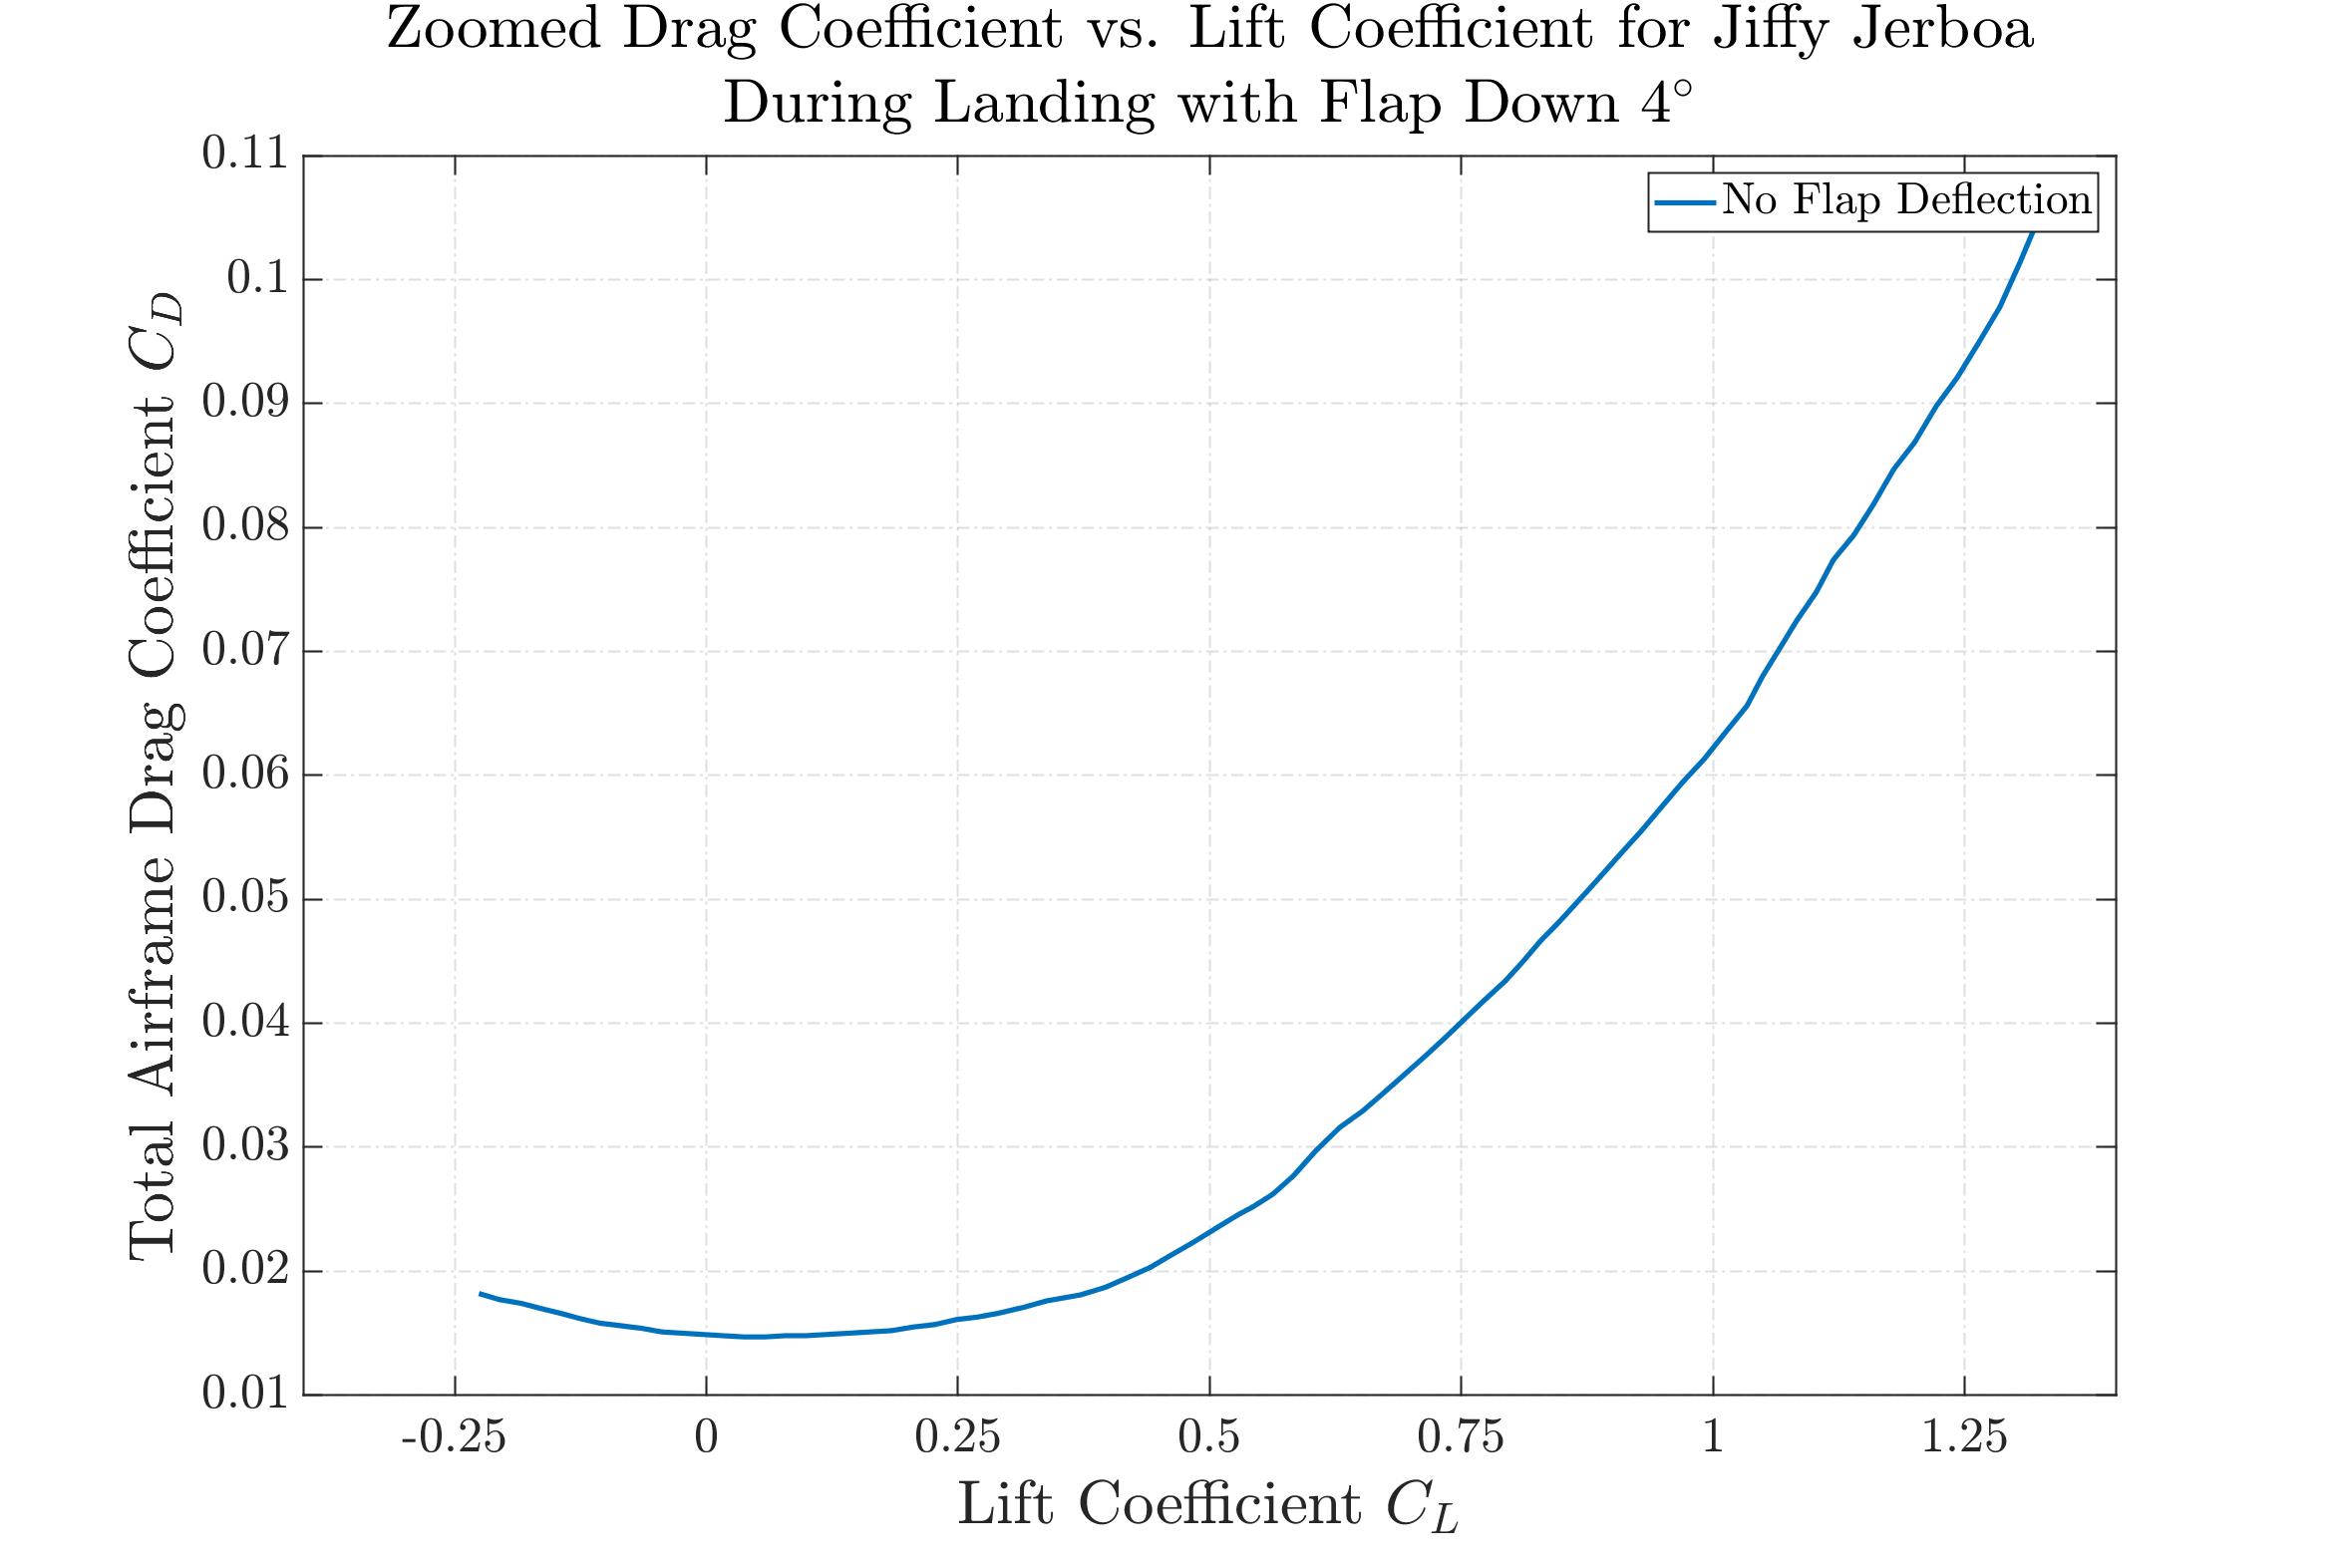 Zoomed Drag Coefficient vs. Lift Coefficient for Jiffy Jerboa
During Landing with Flap Down 4°
No Flap Deflection
Total Airframe Drag Coefficient C_D
0.11
0.1
0.09
0.08
0.07
0.06
0.05
0.04
0.03
0.02
0.01
-0.25 0 0.25 0.5 0.75 1 1.25
Lift Coefficient C_L